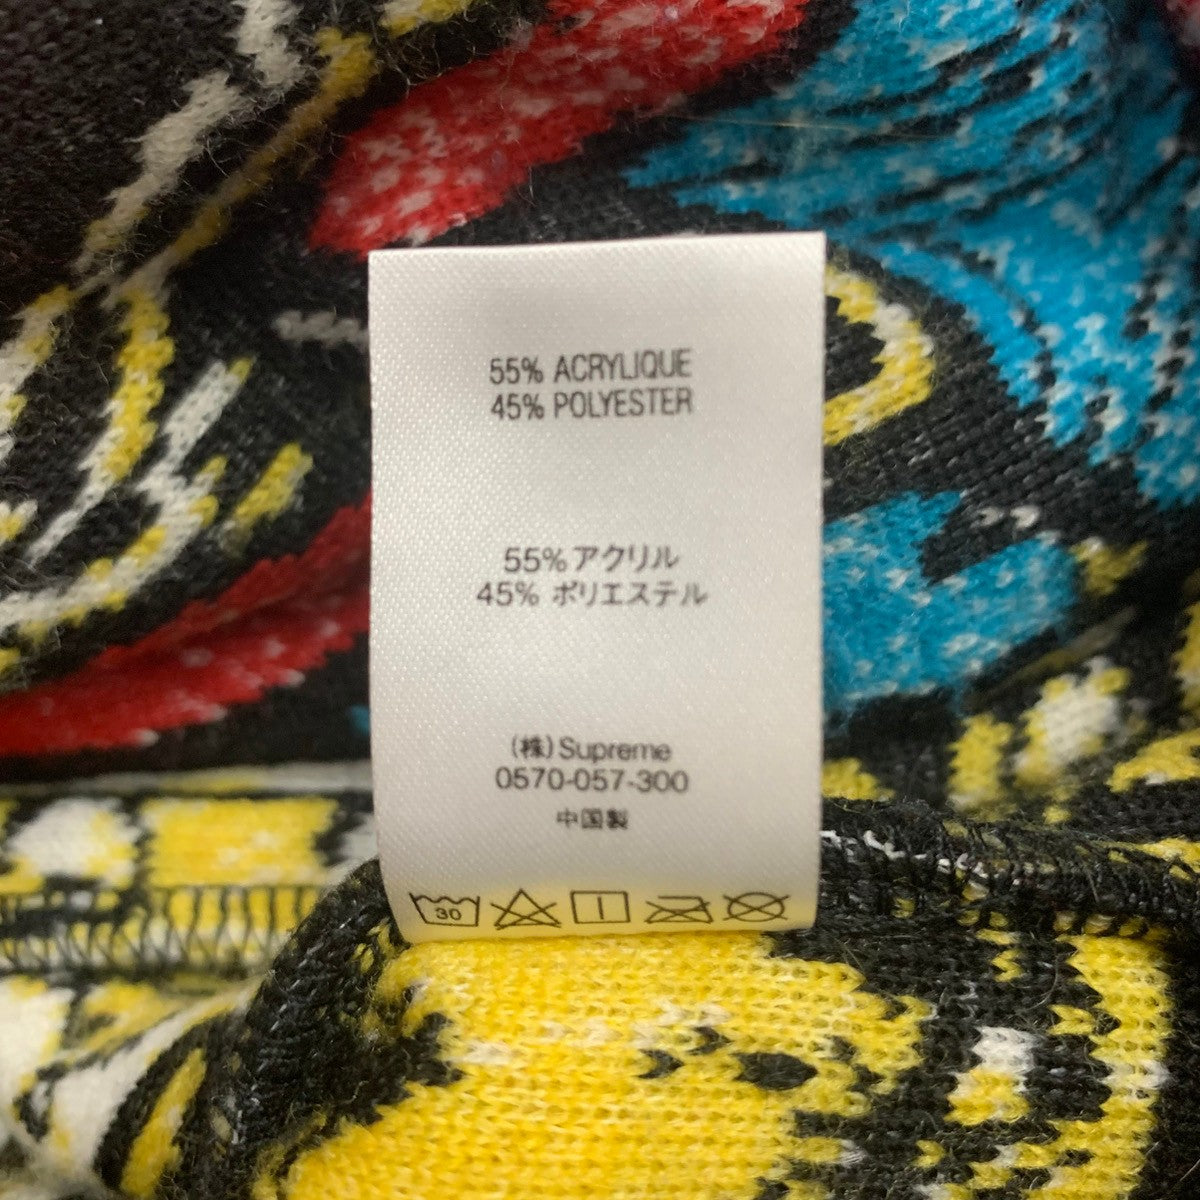 55% ACRYLIQUE
45% POLYESTER
55% アクリル
45% ポリエステル
(株)Supreme
0570-057-300
中国製
30